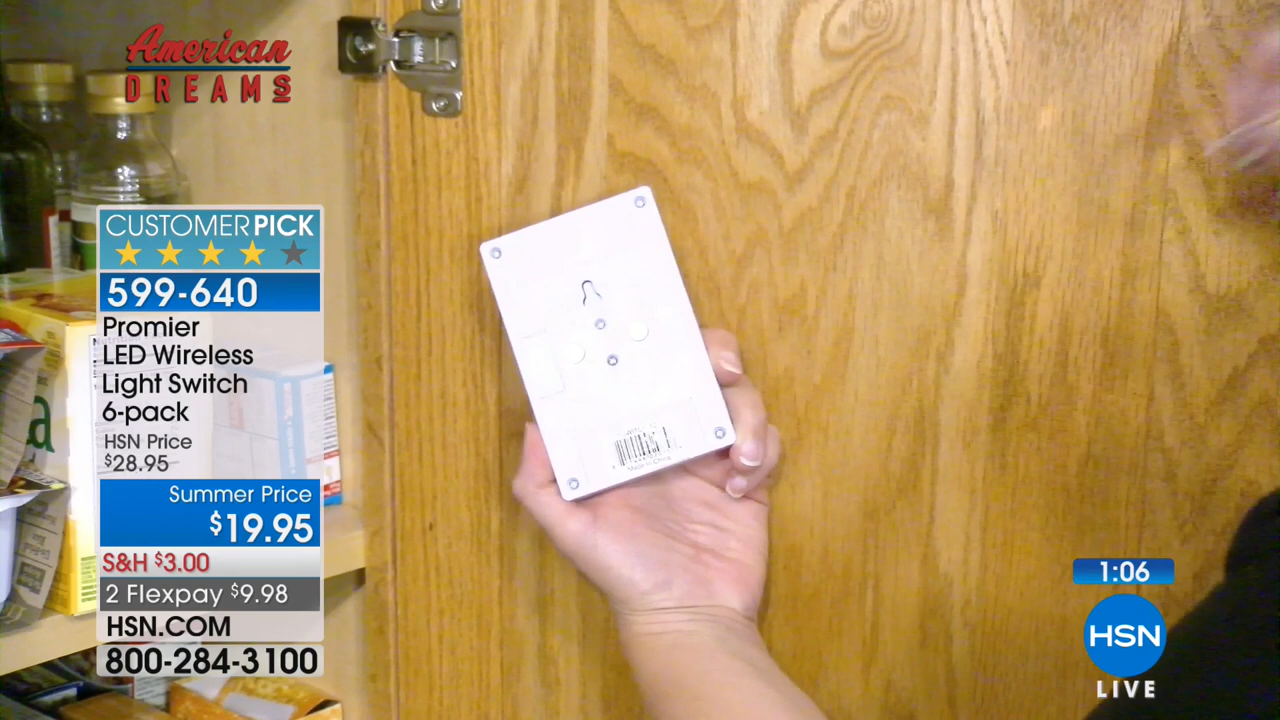 American
DREAMS
CUSTOMER PICK
599-640
Promier
LED Wireless
Light Switch
6-pack
HSN Price
$28.95
Summer Price
$19.95
S&H $3.00
2 Flexpay $9.98
HSN.COM
800-284-3100
Made in China
1:06
HSN
LIVE